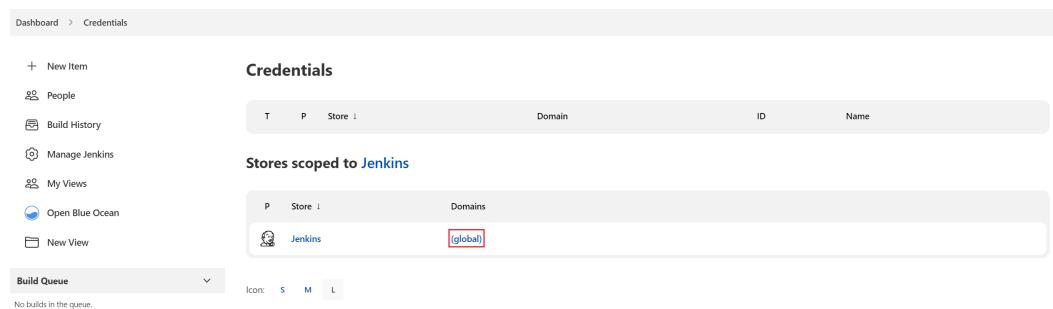 Dashboard > Credentials
New Item
People
Build History
Manage Jenkins
My Views
Open Blue Ocean
New View
Build Queue
No builds in the queue.
Credentials
T P Store ↓ Domain ID Name
Stores scoped to Jenkins
P Store ↓ Domains
Jenkins (global)
Icon: S M L